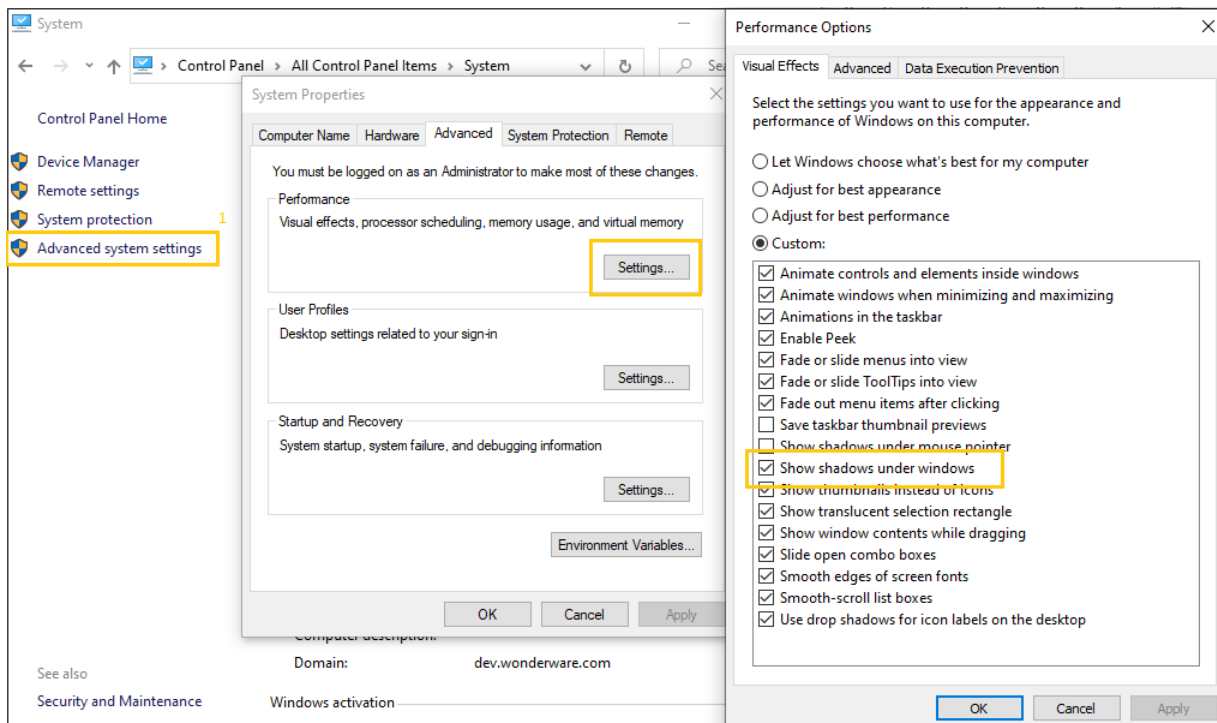 System
Control Panel > All Control Panel Items > System
Control Panel Home
Device Manager
Remote settings
System protection
1
Advanced system settings
See also
Security and Maintenance
Computer description:
Domain: dev.wonderware.com
Windows activation
System Properties
Computer Name Hardware Advanced System Protection Remote
You must be logged on as an Administrator to make most of these changes.
Performance
Visual effects, processor scheduling, memory usage, and virtual memory
Settings...
User Profiles
Desktop settings related to your sign-in
Settings...
Startup and Recovery
System startup, system failure, and debugging information
Settings...
Environment Variables...
OK Cancel Apply
Performance Options
Visual Effects Advanced Data Execution Prevention
Select the settings you want to use for the appearance and
performance of Windows on this computer.
Let Windows choose what's best for my computer
Adjust for best appearance
Adjust for best performance
Custom:
Animate controls and elements inside windows
Animate windows when minimizing and maximizing
Animations in the taskbar
Enable Peek
Fade or slide menus into view
Fade or slide ToolTips into view
Fade out menu items after clicking
Save taskbar thumbnail previews
Show shadows under mouse pointer
Show shadows under windows
Show thumbnails instead of icons
Show translucent selection rectangle
Show window contents while dragging
Slide open combo boxes
Smooth edges of screen fonts
Smooth-scroll list boxes
Use drop shadows for icon labels on the desktop
OK Cancel Apply